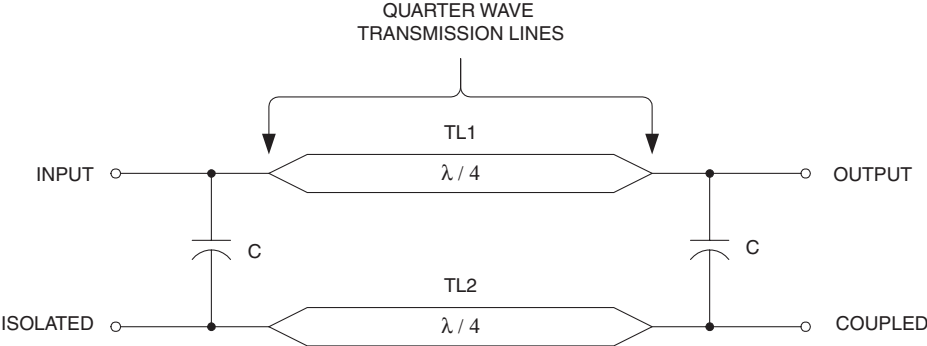 QUARTER WAVE
TRANSMISSION LINES
TL1
INPUT
λ / 4
OUTPUT
C
C
TL2
ISOLATED
λ / 4
COUPLED